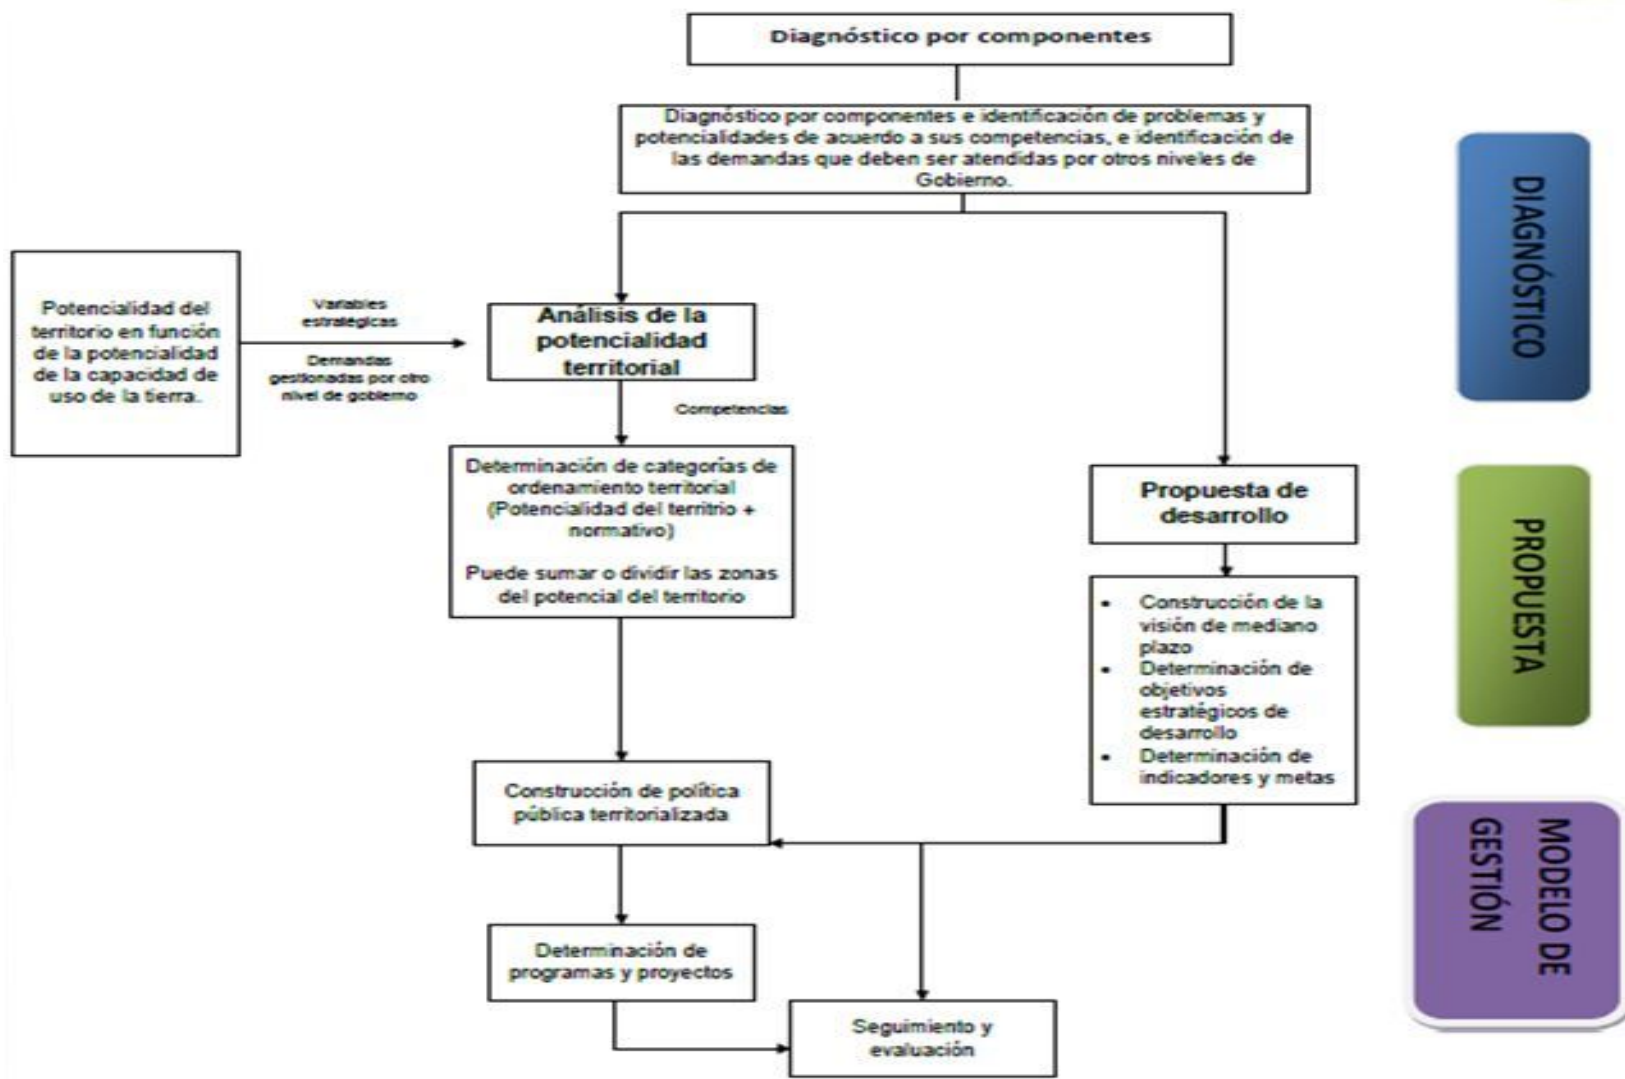 Diagnóstico por componentes
Diagnóstico por componentes e identificación de problemas y
potencialidades de acuerdo a sus competencias, e identificación de
las demandas que deben ser atendidas por otros niveles de
Gobierno.
Potencialidad del
territorio en función
de la potencialidad
de la capacidad de
uso de la tierra.
Variables
estratégicas
Demandas
gestionadas por otro
nivel de gobierno
Análisis de la
potencialidad
territorial
Competencias
Determinación de categorías de
ordenamiento territorial
(Potencialidad del territrio +
normativo)
Puede sumar o dividir las zonas
del potencial del territorio
Propuesta de
desarrollo
• Construcción de la
visión de mediano
plazo
• Determinación de
objetivos
estratégicos de
desarrollo
• Determinación de
indicadores y metas
Construcción de política
pública territorializada
Determinación de
programas y proyectos
Seguimiento y
evaluación
DIAGNÓSTICO
PROPUESTA
MODELO DE
GESTIÓN